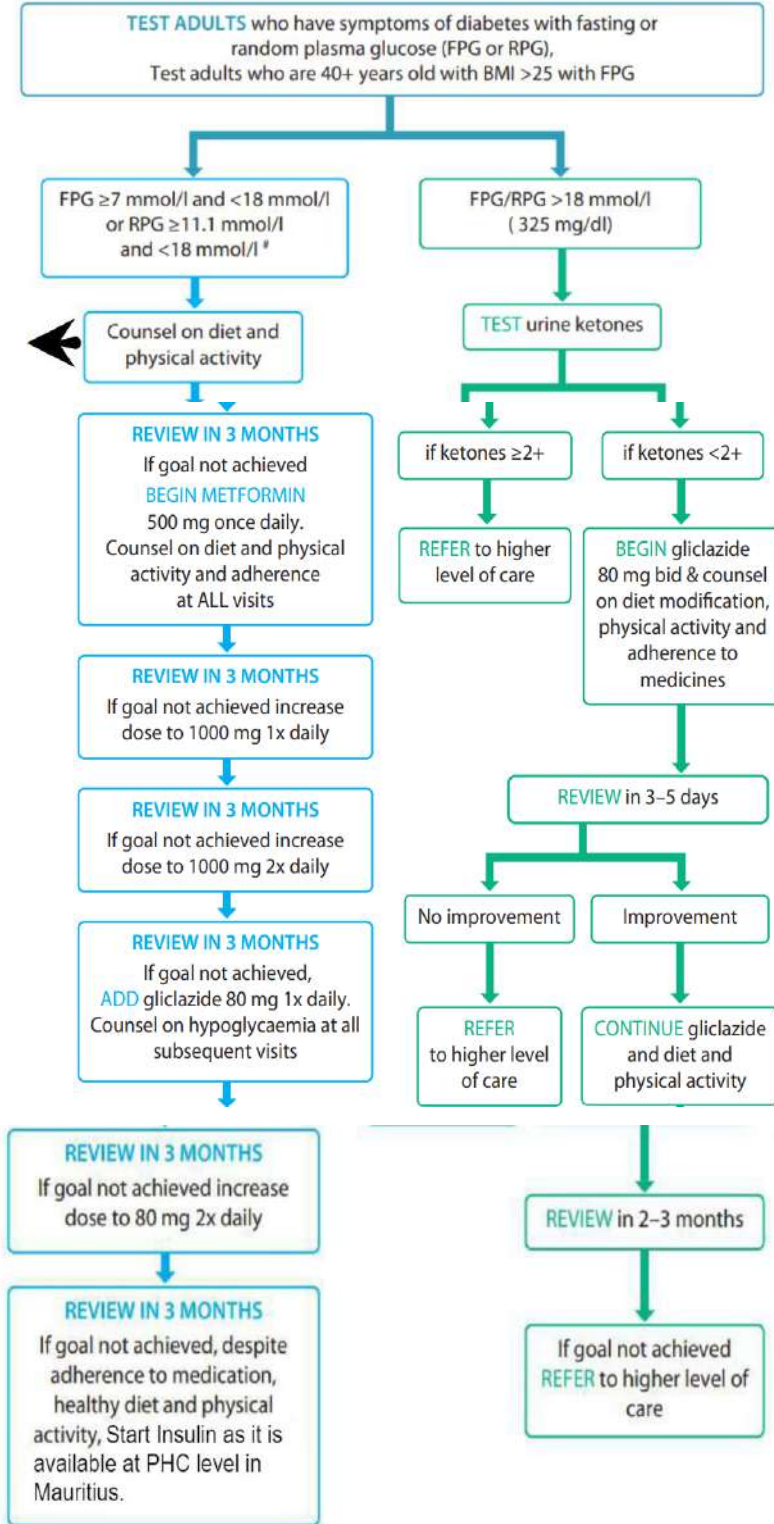 TEST ADULTS who have symptoms of diabetes with fasting or
random plasma glucose (FPG or RPG),
Test adults who are 40+ years old with BMI >25 with FPG
FPG ≥7 mmol/l and <18 mmol/l
or RPG ≥11.1 mmol/l
and <18 mmol/l #
Counsel on diet and
physical activity
REVIEW IN 3 MONTHS
If goal not achieved
BEGIN METFORMIN
500 mg once daily.
Counsel on diet and physical
activity and adherence
at ALL visits
REVIEW IN 3 MONTHS
If goal not achieved increase
dose to 1000 mg 1x daily
REVIEW IN 3 MONTHS
If goal not achieved increase
dose to 1000 mg 2x daily
REVIEW IN 3 MONTHS
If goal not achieved,
ADD gliclazide 80 mg 1x daily.
Counsel on hypoglycaemia at all
subsequent visits
REVIEW IN 3 MONTHS
If goal not achieved increase
dose to 80 mg 2x daily
REVIEW IN 3 MONTHS
If goal not achieved, despite
adherence to medication,
healthy diet and physical
activity, Start Insulin as it is
available at PHC level in
Mauritius.
FPG/RPG >18 mmol/l
( 325 mg/dl)
TEST urine ketones
if ketones ≥2+
REFER to higher
level of care
if ketones <2+
BEGIN gliclazide
80 mg bid & counsel
on diet modification,
physical activity and
adherence to
medicines
REVIEW in 3–5 days
No improvement
REFER
to higher level
of care
Improvement
CONTINUE gliclazide
and diet and
physical activity
REVIEW in 2–3 months
If goal not achieved
REFER to higher level of
care